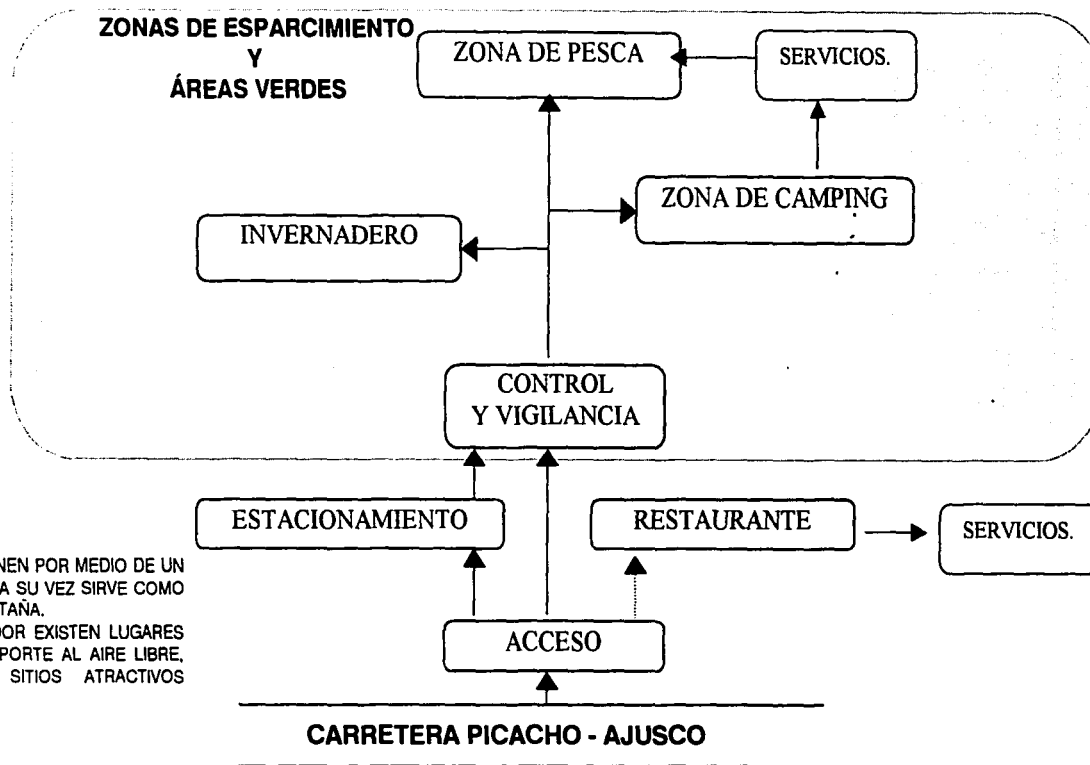 ZONAS DE ESPARCIMIENTO
Y
ÁREAS VERDES
ZONA DE PESCA
SERVICIOS.
ZONA DE CAMPING
INVERNADERO
CONTROL
Y VIGILANCIA
ESTACIONAMIENTO
RESTAURANTE
SERVICIOS.
NEN POR MEDIO DE UN
A SU VEZ SIRVE COMO
TAÑA.
DOR EXISTEN LUGARES
PORTE AL AIRE LIBRE,
SITIOS ATRACTIVOS
ACCESO
CARRETERA PICACHO - AJUSCO